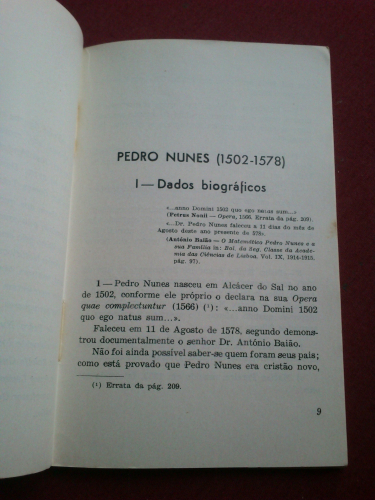 PEDRO NUNES (1502-1578)
I — Dados biográficos
«...anno Domini 1502 quo ego natus sum...»
(Petrus Nonii — Opera, 1566. Errata da pág. 209).
«...Dr. Pedro Nunes faleceu a 11 dias do mês de
Agosto deste ano presente da 578».
(António Baião — O Matemático Pedro Nunes e a
sua Família in: Bol. da Seg. Classe da Acade-
mia das Ciências de Lisboa. Vol. IX, 1914-1915.
pág. 97).
1 — Pedro Nunes nasceu em Alcácer do Sal no ano
de 1502, conforme ele próprio o declara na sua Opera
quae complectuntur (1566) (¹): «...anno Domini 1502
quo ego natus sum...».
Faleceu em 11 de Agosto de 1578, segundo demons-
trou documentalmente o senhor Dr. António Baião.
Não foi ainda possível saber-se quem foram seus pais;
como está provado que Pedro Nunes era cristão novo,
(¹) Errata da pág. 209.
9